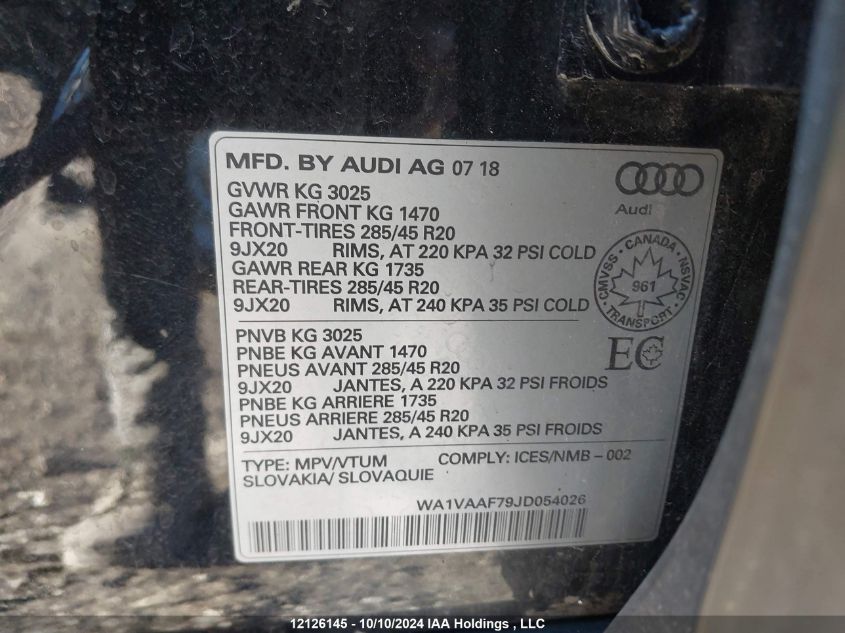 MFD. BY AUDI AG 07 18
GVWR KG 3025
GAWR FRONT KG 1470
FRONT-TIRES 285/45 R20
9JX20 RIMS, AT 220 KPA 32 PSI COLD
GAWR REAR KG 1735
REAR-TIRES 285/45 R20
9JX20 RIMS, AT 240 KPA 35 PSI COLD
Audi
CMVSS - CANADA - NSVAC
961
TRANSPORT
PNVB KG 3025
PNBE KG AVANT 1470
PNEUS AVANT 285/45 R20
9JX20 JANTES, A 220 KPA 32 PSI FROIDS
PNBE KG ARRIERE 1735
PNEUS ARRIERE 285/45 R20
9JX20 JANTES, A 240 KPA 35 PSI FROIDS
EC
TYPE: MPV/VTUM COMPLY: ICES/NMB - 002
SLOVAKIA/ SLOVAQUIE
WA1VAAF79JD054026
12126145 - 10/10/2024 IAA Holdings , LLC